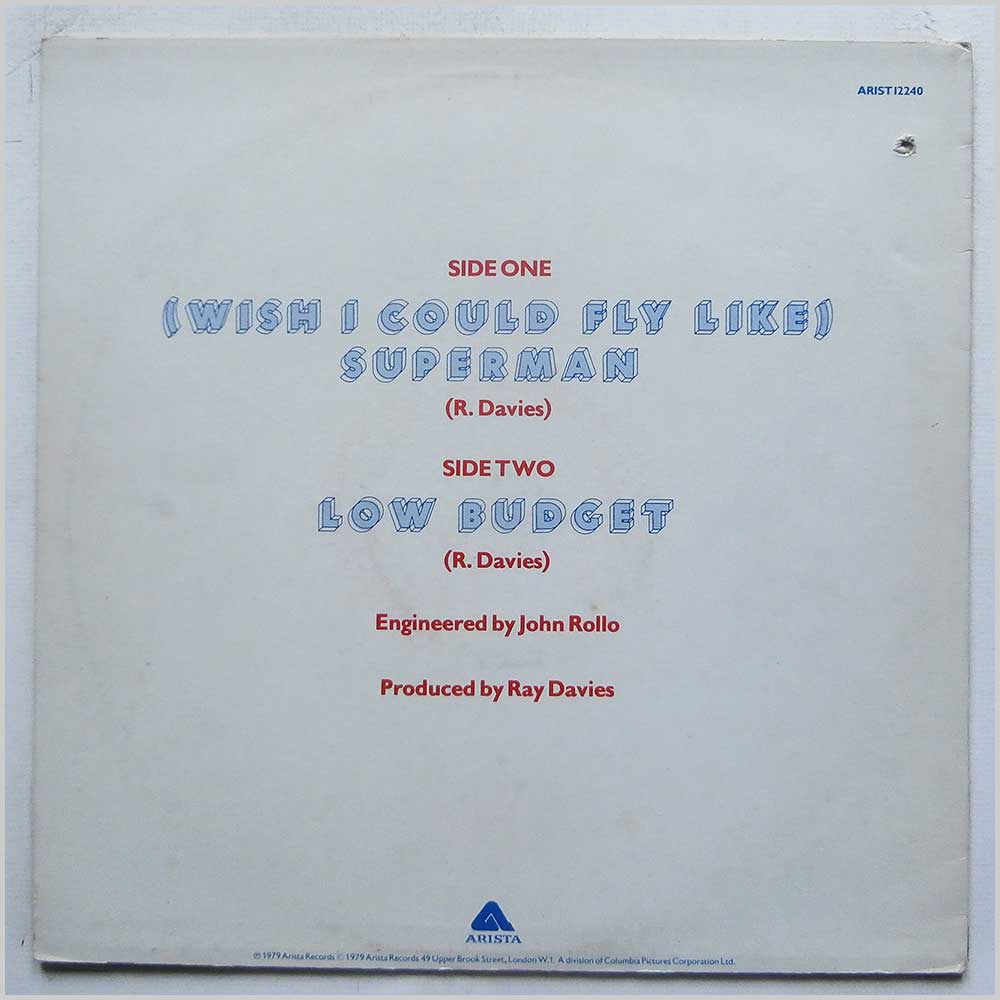 ARIST 12240
SIDE ONE
(WISH I COULD FLY LIKE)
SUPERMAN
(R. Davies)
SIDE TWO
LOW BUDGET
(R. Davies)
Engineered by John Rollo
Produced by Ray Davies
ARISTA
℗ 1979 Arista Records © 1979 Arista Records 49 Upper Brook Street, London W.1. A division of Columbia Pictures Corporation Ltd.